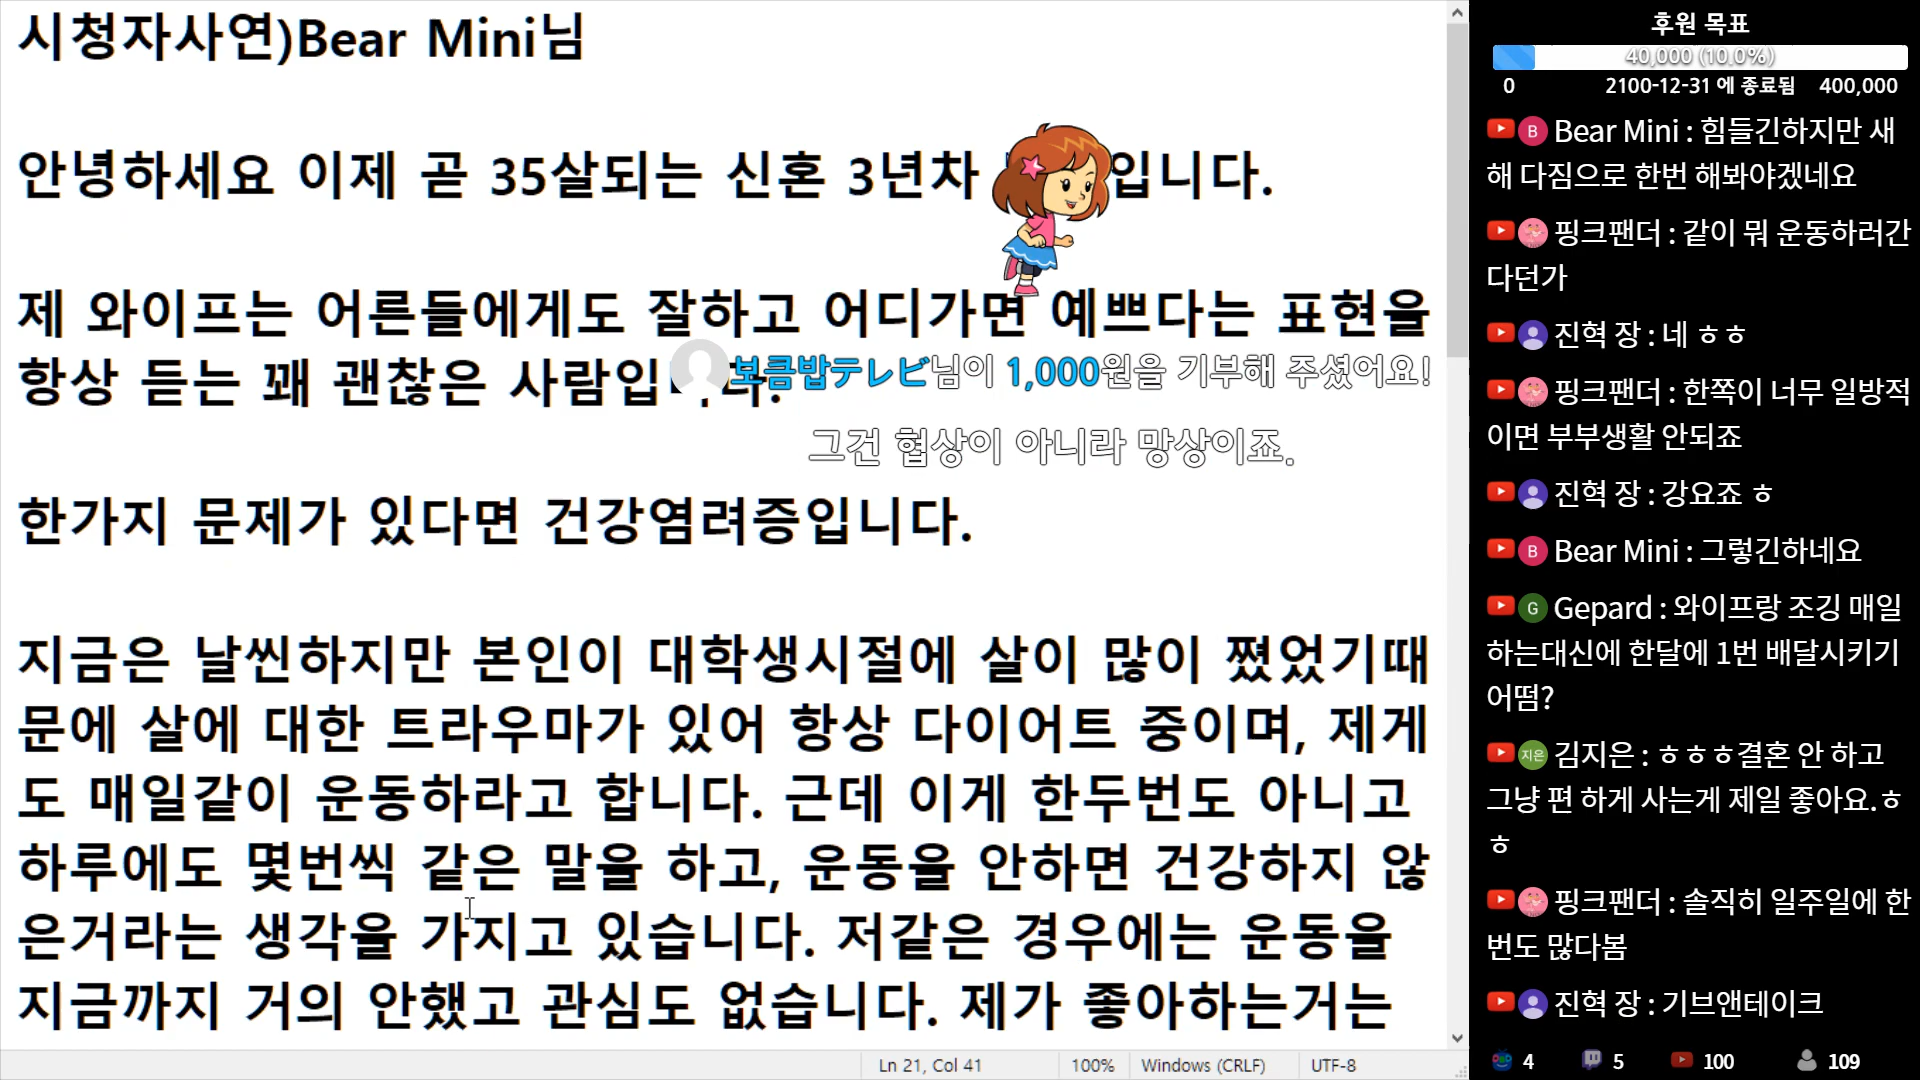 시청자사연)Bear Mini님
안녕하세요 이제 곧 35살되는 신혼 3년차 입니다.
제 와이프는 어른들에게도 잘하고 어디가면 예쁘다는 표현을
항상 듣는 꽤 괜찮은 사람입니다.
보큼밥テレビ님이 1,000원을 기부해 주셨어요!
그건 협상이 아니라 망상이죠.
한가지 문제가 있다면 건강염려증입니다.
지금은 날씬하지만 본인이 대학생시절에 살이 많이 쪘었기때
문에 살에 대한 트라우마가 있어 항상 다이어트 중이며, 제게
도 매일같이 운동하라고 합니다. 근데 이게 한두번도 아니고
하루에도 몇번씩 같은 말을 하고, 운동을 안하면 건강하지 않
은거라는 생각을 가지고 있습니다. 저같은 경우에는 운동을
지금까지 거의 안했고 관심도 없습니다. 제가 좋아하는거는
Ln 21, Col 41
100%
Windows (CRLF)
UTF-8
후원 목표
40,000 (10.0%)
0 2100-12-31 에 종료됨 400,000
B Bear Mini : 힘들긴하지만 새
해 다짐으로 한번 해봐야겠네요
핑크팬더 : 같이 뭐 운동하러간
다던가
진혁 장 : 네 ㅎㅎ
핑크팬더 : 한쪽이 너무 일방적
이면 부부생활 안되죠
진혁 장 : 강요죠 ㅎ
B Bear Mini : 그렇긴하네요
G Gepard : 와이프랑 조깅 매일
하는대신에 한달에 1번 배달시키기
어떰?
지은 김지은 : ㅎㅎㅎ결혼 안 하고
그냥 편 하게 사는게 제일 좋아요.ㅎ
ㅎ
핑크팬더 : 솔직히 일주일에 한
번도 많다봄
진혁 장 : 기브앤테이크
4 5 100 109